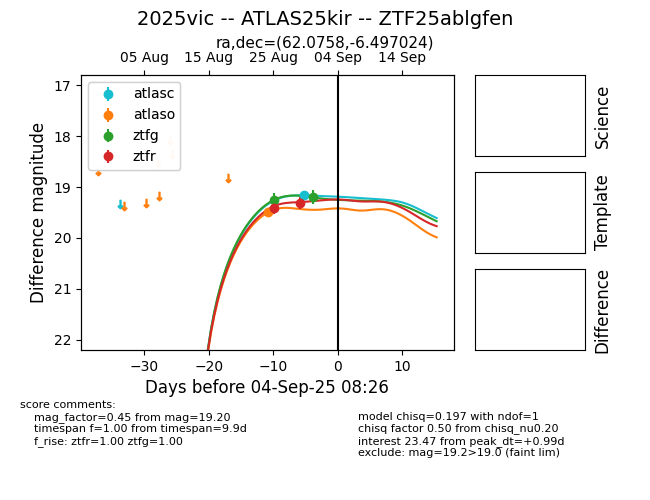 2025vic -- ATLAS25kir -- ZTF25ablgfen
ra,dec=(62.0758,-6.497024)
05 Aug 15 Aug 25 Aug 04 Sep 14 Sep
atlasc
atlaso
ztfg
ztfr
17
18
19
20
21
22
Difference magnitude
−30 −20 −10 0 10
Days before 04-Sep-25 08:26
Science
Template
Difference
score comments:
mag_factor=0.45 from mag=19.20
timespan f=1.00 from timespan=9.9d
f_rise: ztfr=1.00 ztfg=1.00
model chisq=0.197 with ndof=1
chisq factor 0.50 from chisq_nu0.20
interest 23.47 from peak_dt=+0.99d
exclude: mag=19.2>19.0 (faint lim)